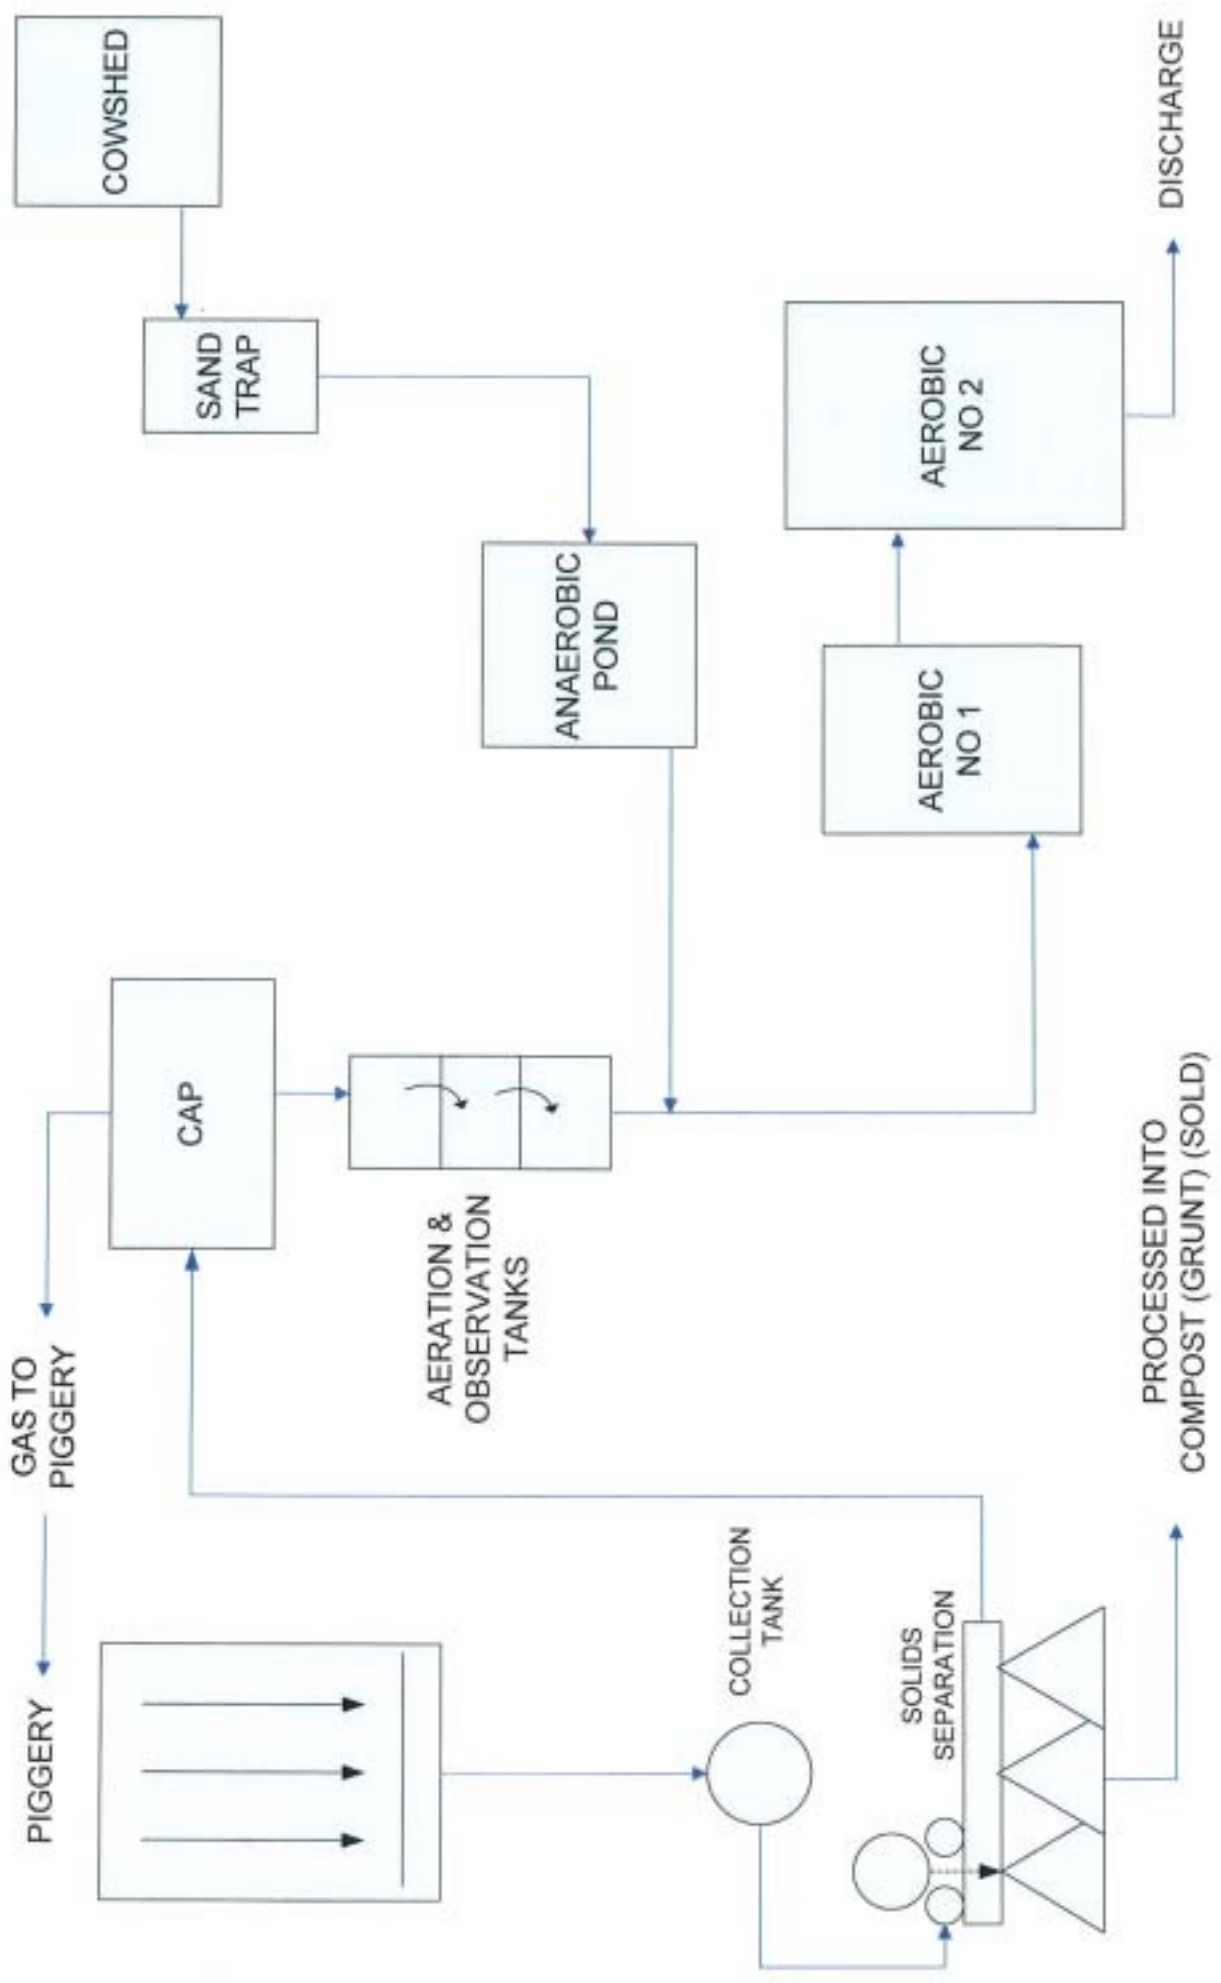 PIGGERY
GAS TO
PIGGERY
CAP
COWSHED
SAND
TRAP
AERATION &
OBSERVATION
TANKS
ANAEROBIC
POND
COLLECTION
TANK
SOLIDS
SEPARATION
AEROBIC
NO 1
AEROBIC
NO 2
PROCESSED INTO
COMPOST (GRUNT) (SOLD)
DISCHARGE